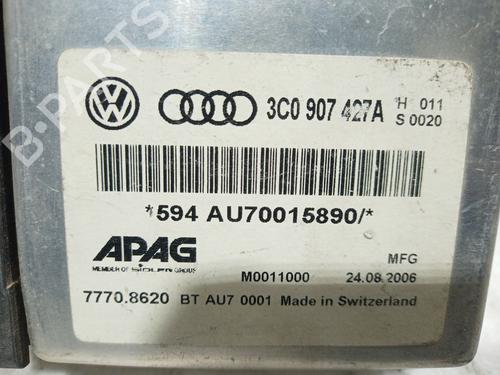 B-PARTS
3C0 907 427A H 011
S 0020
*594 AU70015890/*
APAG
MEMBER OF SIDLER GROUP
MFG
M0011000 24.08.2006
7770.8620 BT AU7 0001 Made in Switzerland